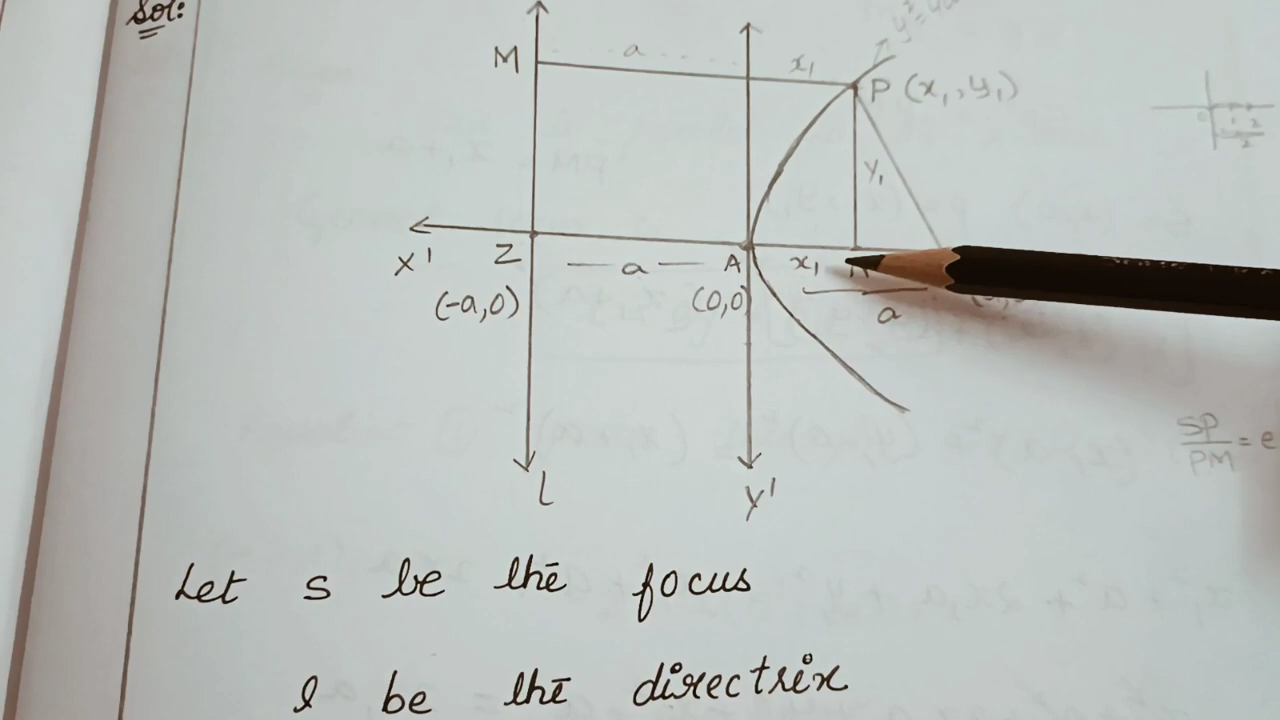 Sol:
M a x₁ P (x₁, y₁)
y₁
x' Z a A x₁
(-a,0) (0,0) a
SP/PM = e
L y'
Let s be the focus
l be the directrix